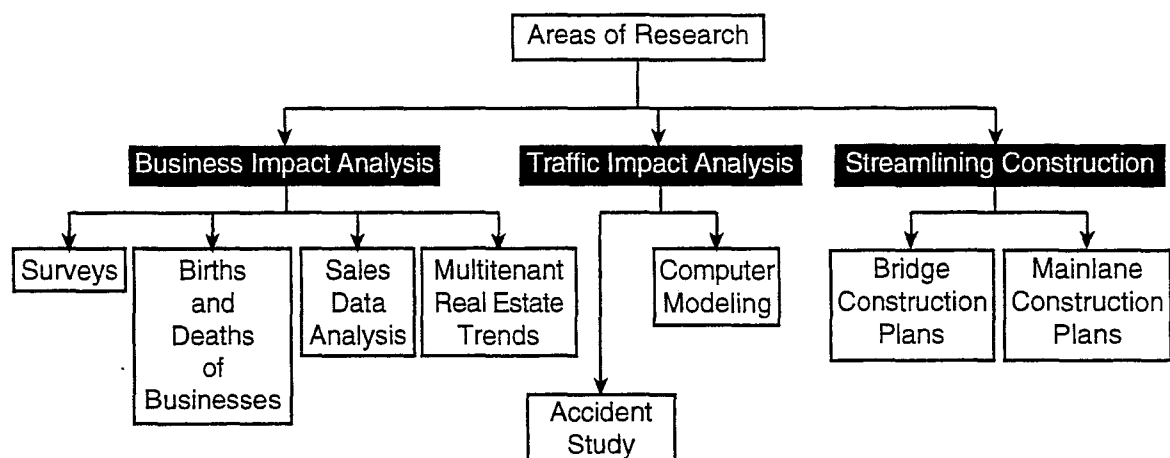 Areas of Research
Business Impact Analysis
Traffic Impact Analysis
Streamlining Construction
Surveys
Births
and
Deaths
of
Businesses
Sales
Data
Analysis
Multitenant
Real Estate
Trends
Computer
Modeling
Accident
Study
Bridge
Construction
Plans
Mainlane
Construction
Plans